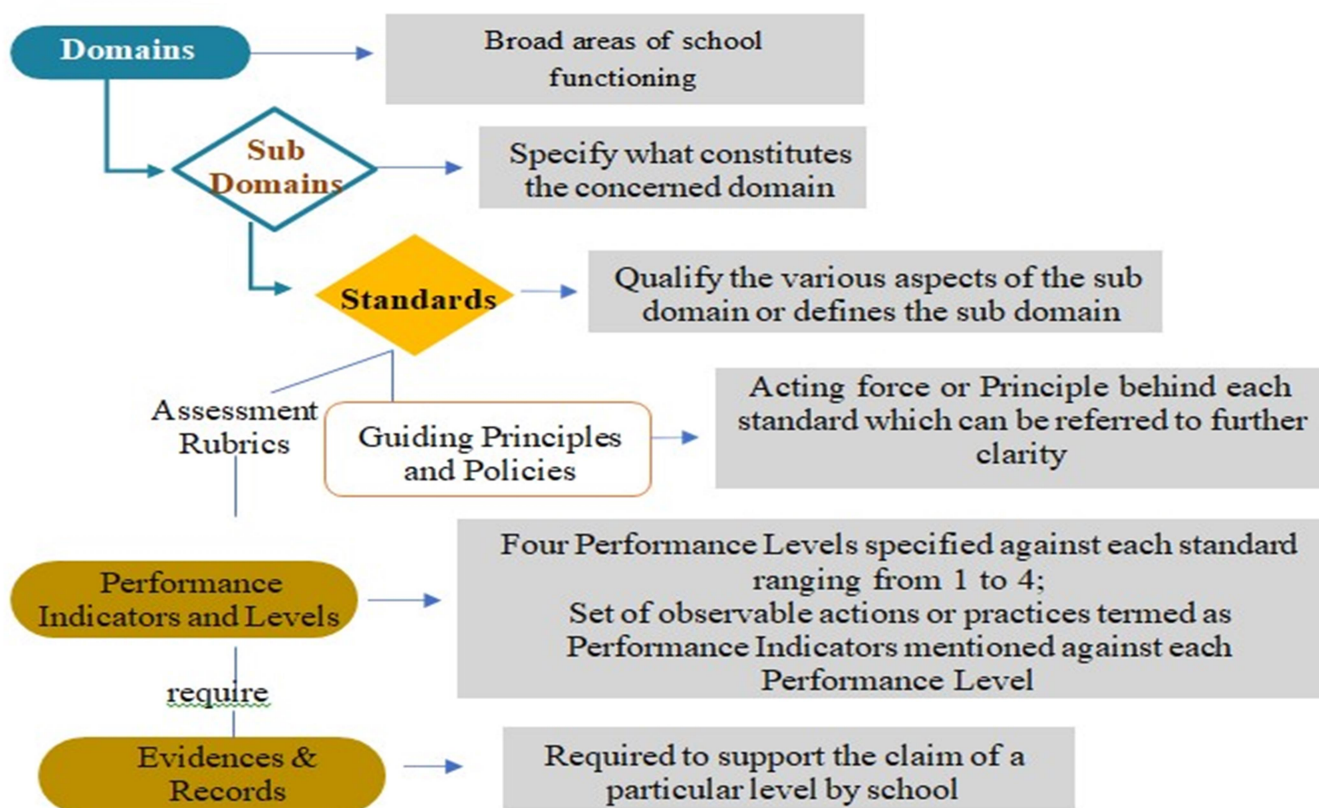 Domains
Broad areas of school
functioning
Sub
Domains
Specify what constitutes
the concerned domain
Standards
Qualify the various aspects of the sub
domain or defines the sub domain
Assessment
Rubrics
Guiding Principles
and Policies
Acting force or Principle behind each
standard which can be referred to further
clarity
Performance
Indicators and Levels
Four Performance Levels specified against each standard
ranging from 1 to 4;
Set of observable actions or practices termed as
Performance Indicators mentioned against each
Performance Level
require
Evidences &
Records
Required to support the claim of a
particular level by school